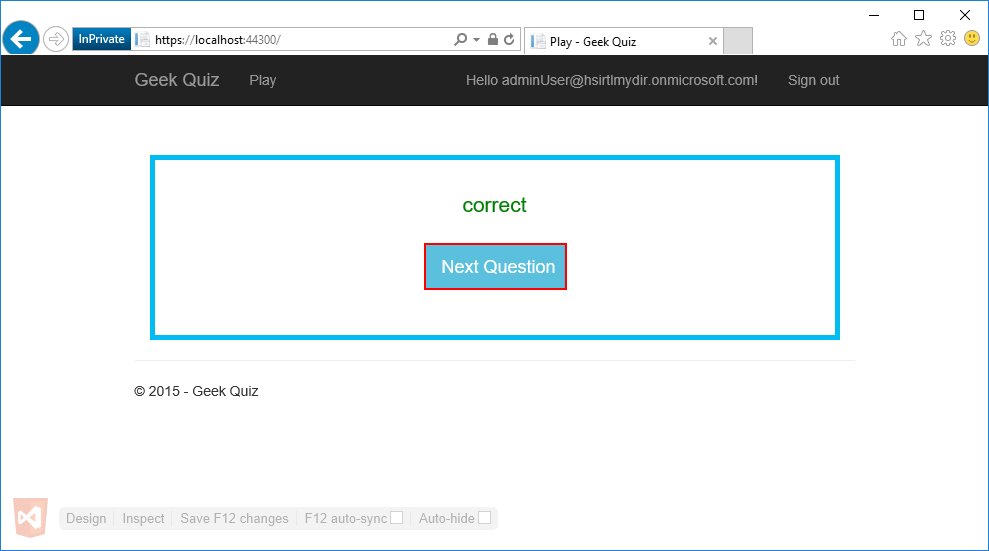 InPrivate https://localhost:44300/ Play - Geek Quiz
Geek Quiz Play Hello adminUser@hsirtlmydir.onmicrosoft.com! Sign out
correct
Next Question
© 2015 - Geek Quiz
Design Inspect Save F12 changes F12 auto-sync Auto-hide